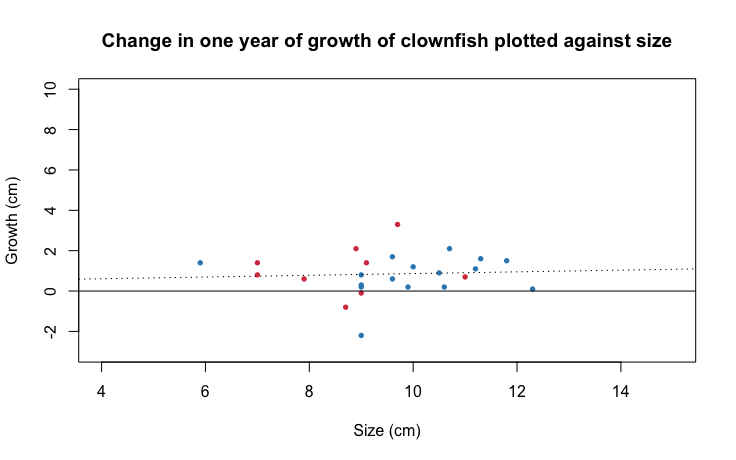 Change in one year of growth of clownfish plotted against size
Growth (cm)
10
8
6
4
2
0
-2
4 6 8 10 12 14
Size (cm)